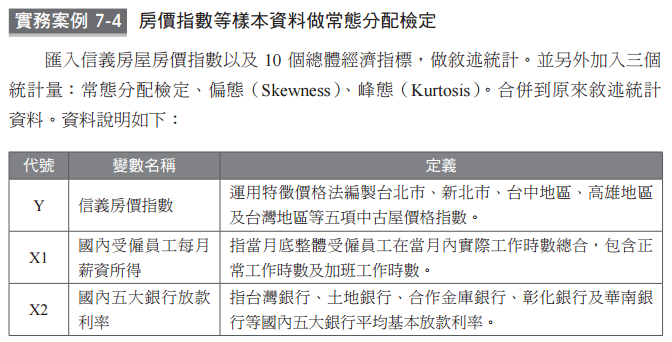 實務案例 7-4 房價指數等樣本資料做常態分配檢定
匯入信義房屋房價指數以及 10 個總體經濟指標，做敘述統計。並另外加入三個
統計量：常態分配檢定、偏態（Skewness）、峰態（Kurtosis）。合併到原來敘述統計
資料。資料說明如下：
代號 變數名稱 定義
Y 信義房價指數 運用特徵價格法編製台北市、新北市、台中地區、高雄地區
及台灣地區等五項中古屋價格指數。
X1 國內受僱員工每月
薪資所得
指當月底整體受僱員工在當月內實際工作時數總合，包含正
常工作時數及加班工作時數。
X2 國內五大銀行放款
利率
指台灣銀行、土地銀行、合作金庫銀行、彰化銀行及華南銀
行等國內五大銀行平均基本放款利率。